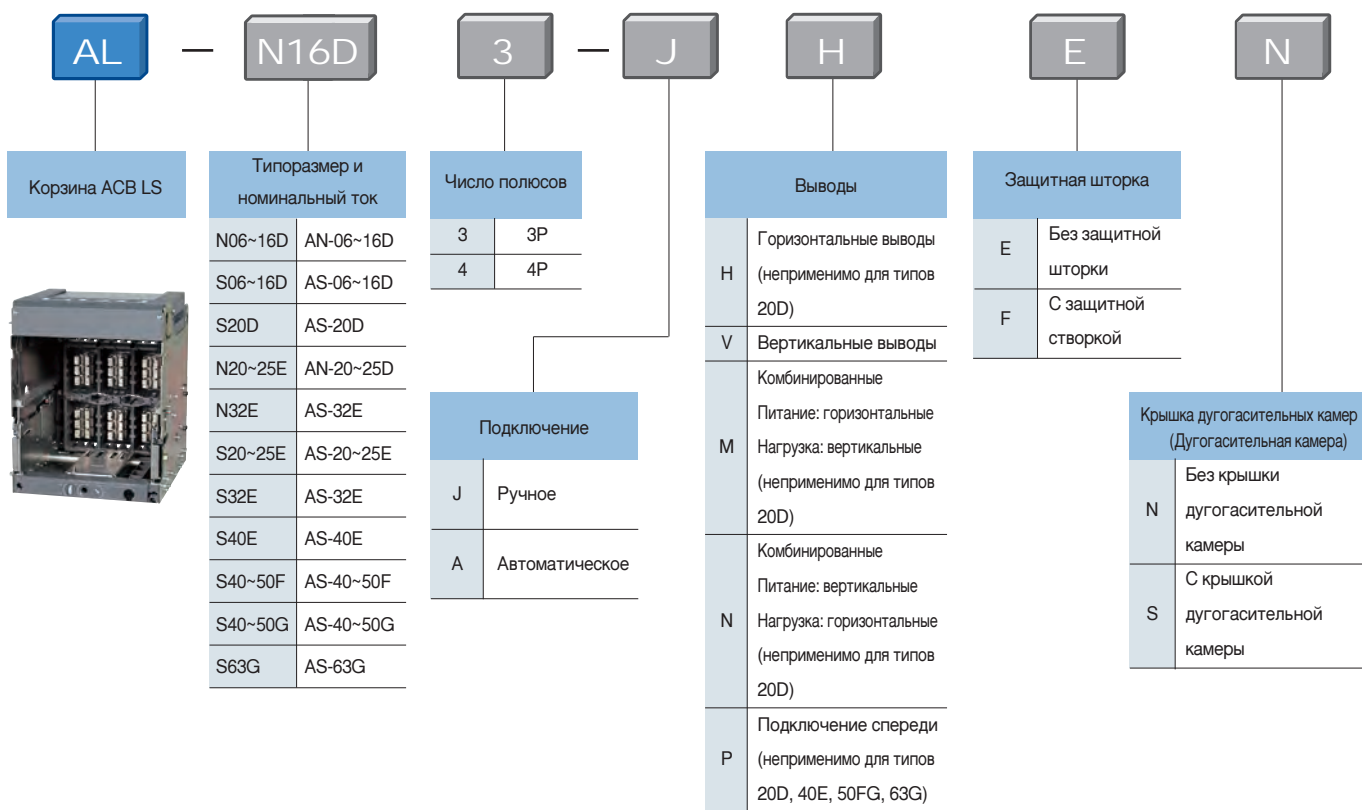 AL – N16D 3 – J H E N
Корзина ACB LS
Типоразмер и
номинальный ток
N06~16D AN-06~16D
S06~16D AS-06~16D
S20D AS-20D
N20~25E AN-20~25D
N32E AS-32E
S20~25E AS-20~25E
S32E AS-32E
S40E AS-40E
S40~50F AS-40~50F
S40~50G AS-40~50G
S63G AS-63G
Число полюсов
3 3P
4 4P
Подключение
J Ручное
A Автоматическое
Выводы
H Горизонтальные выводы
(неприменимо для типов
20D)
V Вертикальные выводы
M Комбинированные
Питание: горизонтальные
Нагрузка: вертикальные
(неприменимо для типов
20D)
N Комбинированные
Питание: вертикальные
Нагрузка: горизонтальные
(неприменимо для типов
20D)
P Подключение спереди
(неприменимо для типов
20D, 40E, 50FG, 63G)
Защитная шторка
E Без защитной
шторки
F С защитной
створкой
Крышка дугогасительных камер
(Дугогасительная камера)
N Без крышки
дугогасительной
камеры
S С крышкой
дугогасительной
камеры